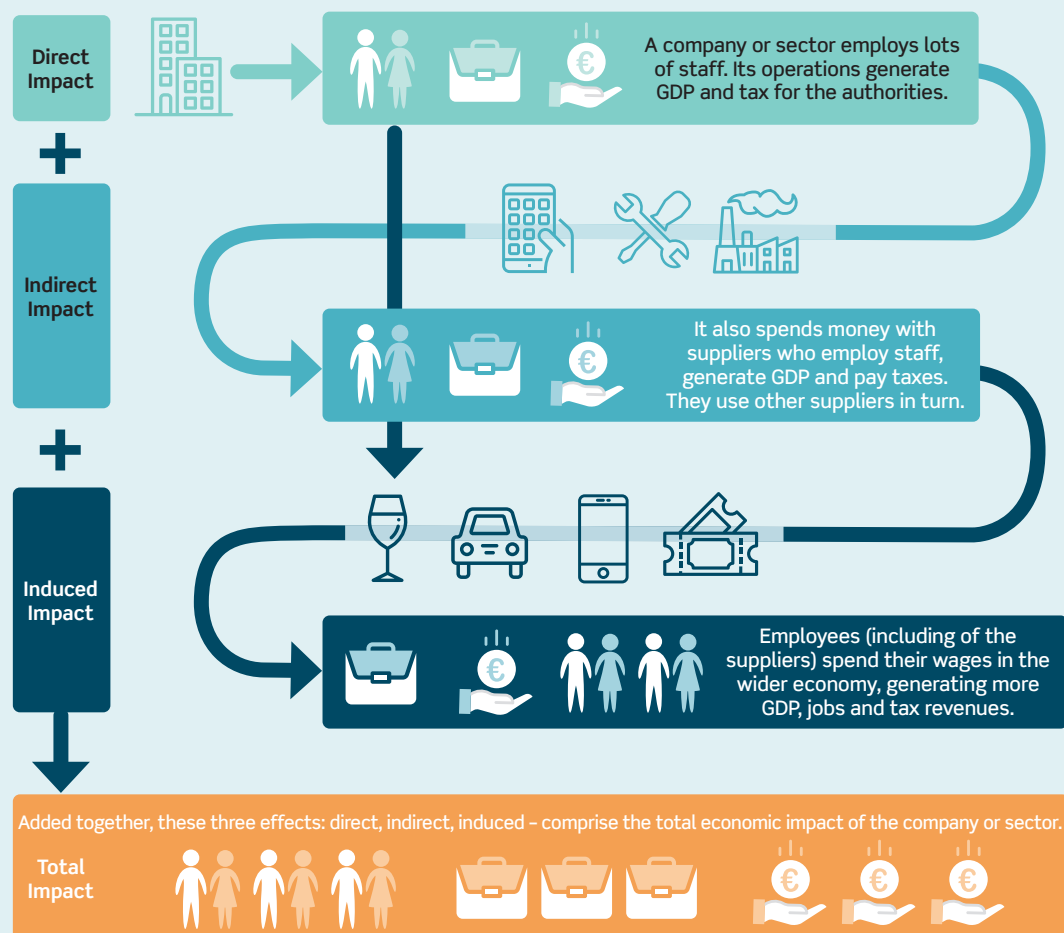 Direct
Impact
A company or sector employs lots
of staff. Its operations generate
GDP and tax for the authorities.
€
+
Indirect
Impact
It also spends money with
suppliers who employ staff,
generate GDP and pay taxes.
They use other suppliers in turn.
€
+
Induced
Impact
Employees (including of the
suppliers) spend their wages in the
wider economy, generating more
GDP, jobs and tax revenues.
€
Added together, these three effects: direct, indirect, induced – comprise the total economic impact of the company or sector.
Total
Impact
€ € €